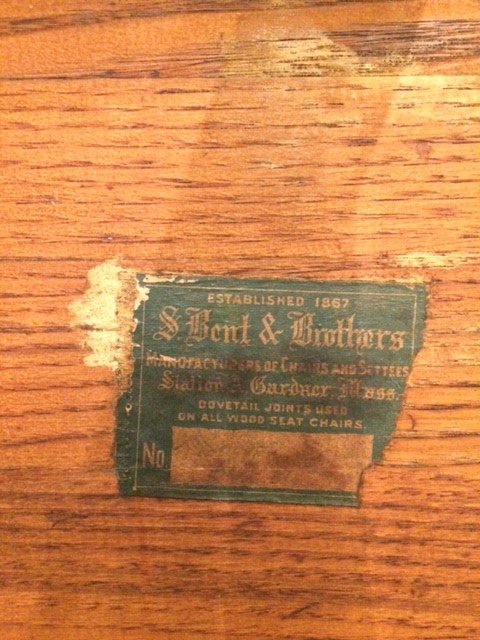 ESTABLISHED 1867
S. Bent & Brothers
MANUFACTURERS OF CHAIRS AND SETTEES
Station A. Gardner, Mass.
DOVETAIL JOINTS USED
ON ALL WOOD SEAT CHAIRS
No.